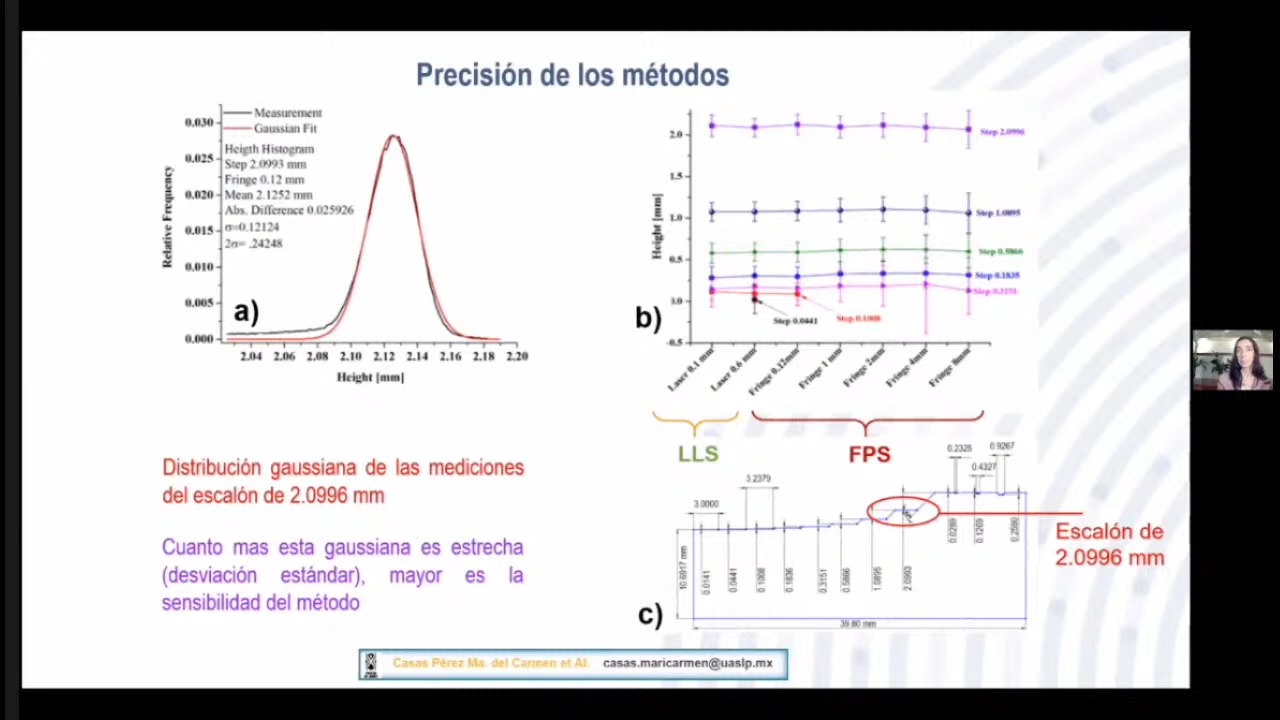 Precisión de los métodos
Measurement
Gaussian Fit
Heigth Histogram
Step 2.0993 mm
Fringe 0.12 mm
Mean 2.1252 mm
Abs. Difference 0.025926
σ=0.12124
2σ= .24248
0.030
0.025
0.020
0.015
0.010
0.005
0.000
Relative Frequency
a)
2.04 2.06 2.08 2.10 2.12 2.14 2.16 2.18 2.20
Height [mm]
2.0
1.5
1.0
0.5
0.0
-0.5
Height [mm]
b)
Step 2.0996
Step 1.0895
Step 0.5866
Step 0.1835
Step 0.3151
Step 0.0441
Step 0.1008
Laser 0.1 mm
Laser 0.6 mm
Fringe 0.12mm
Fringe 1 mm
Fringe 2mm
Fringe 4mm
Fringe 8mm
LLS
FPS
Distribución gaussiana de las mediciones
del escalón de 2.0996 mm
Cuanto mas esta gaussiana es estrecha
(desviación estándar), mayor es la
sensibilidad del método
0.2325
0.9267
0.4327
3.2379
3.0000
10.6917 mm
0.0141
0.0441
0.1008
0.1836
0.3151
0.5866
1.0895
2.0993
0.0289
0.1269
0.2590
39.80 mm
c)
Escalón de
2.0996 mm
Casas Pérez Ma. del Carmen et Al. casas.maricarmen@uaslp.mx